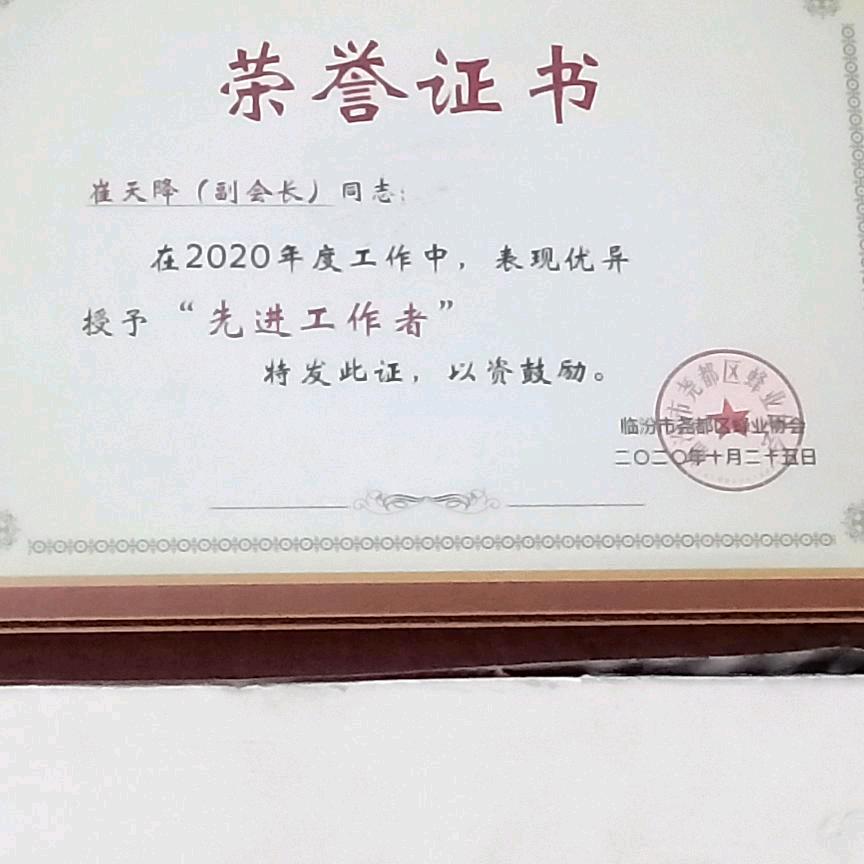 荣誉证书
崔天降（副会长）同志：
在2020年度工作中，表现优异
授予“先进工作者”
特发此证，以资鼓励。
临汾市尧都区蜂业协会
二〇二〇年十月二十五日